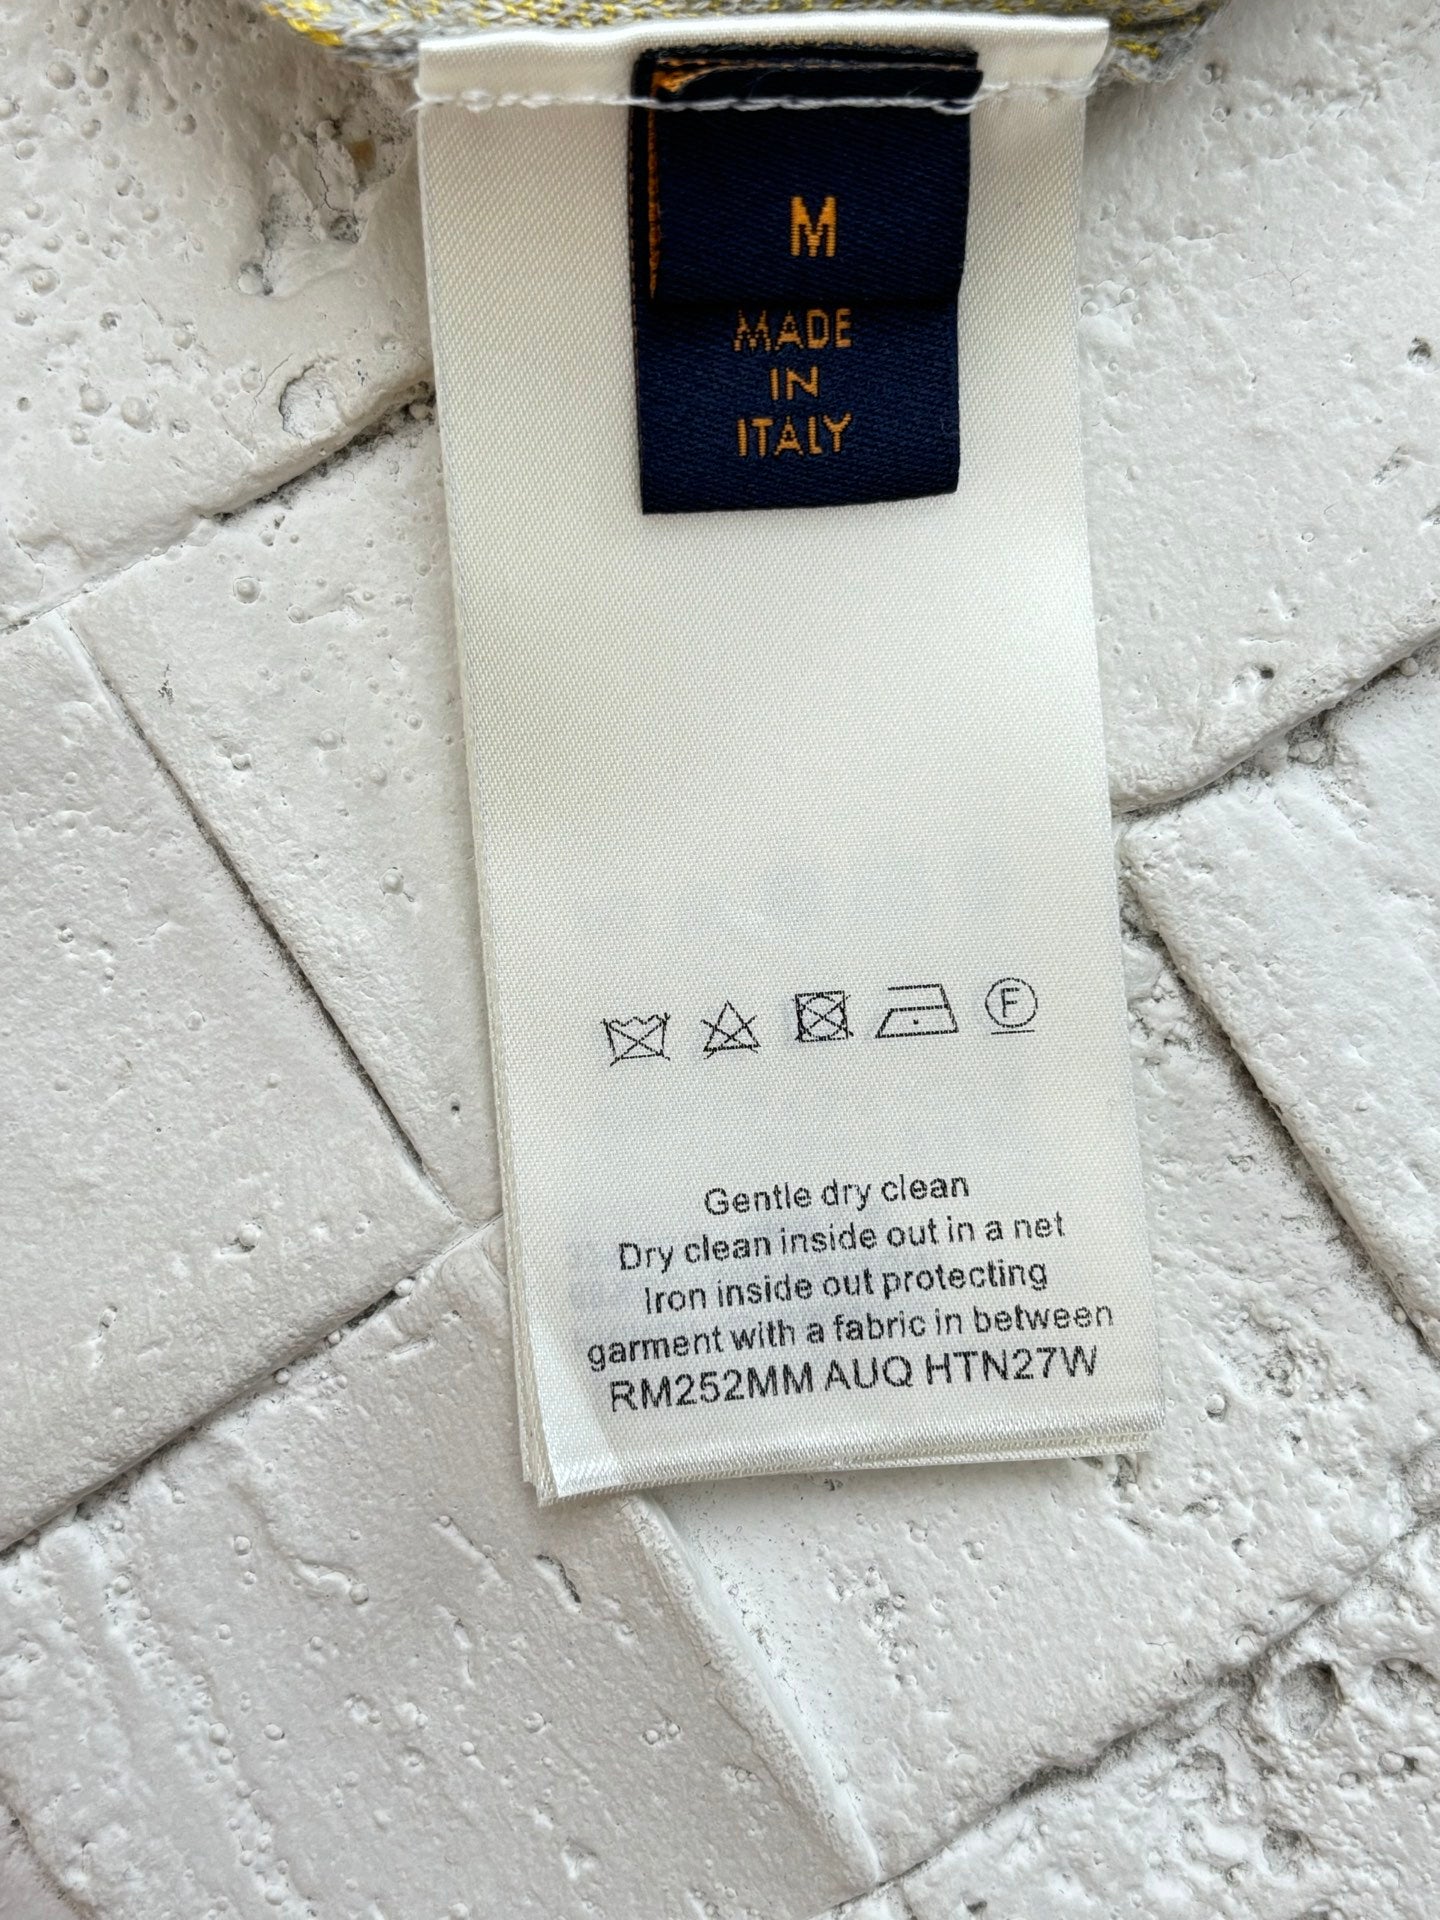 M
MADE
IN
ITALY
F
Gentle dry clean
Dry clean inside out in a net
Iron inside out protecting
garment with a fabric in between
RM252MM AUQ HTN27W